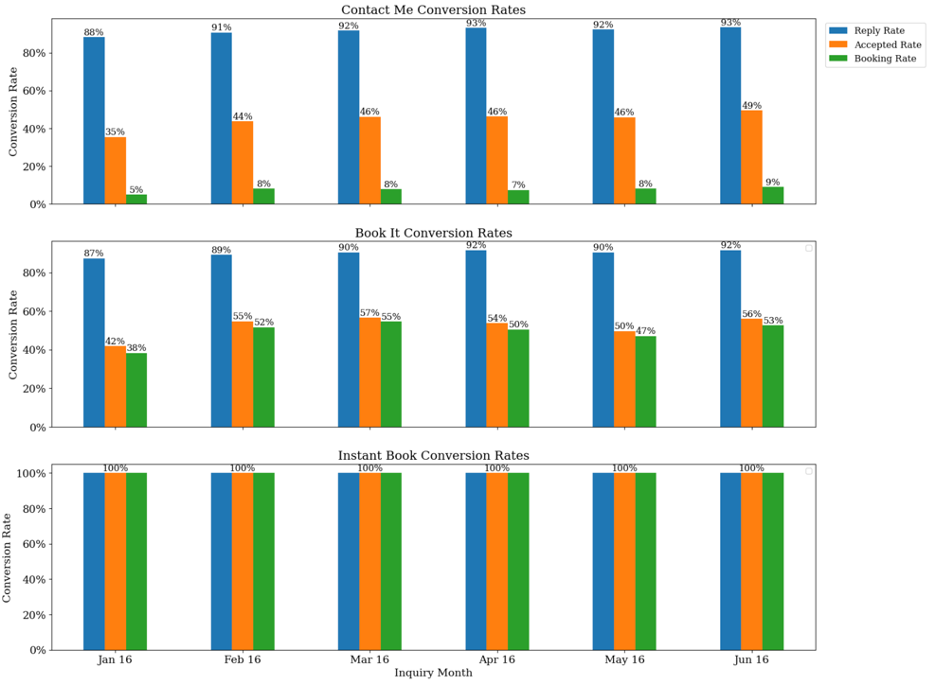 Contact Me Conversion Rates
Reply Rate
Accepted Rate
Booking Rate
Conversion Rate
80%
60%
40%
20%
0%
88% 35% 5%
91% 44% 8%
92% 46% 8%
93% 46% 7%
92% 46% 8%
93% 49% 9%
Book It Conversion Rates
Conversion Rate
80%
60%
40%
20%
0%
87% 42% 38%
89% 55% 52%
90% 57% 55%
92% 54% 50%
90% 50% 47%
92% 56% 53%
Instant Book Conversion Rates
Conversion Rate
100%
80%
60%
40%
20%
0%
100% 100% 100% 100% 100% 100%
Jan 16 Feb 16 Mar 16 Apr 16 May 16 Jun 16
Inquiry Month